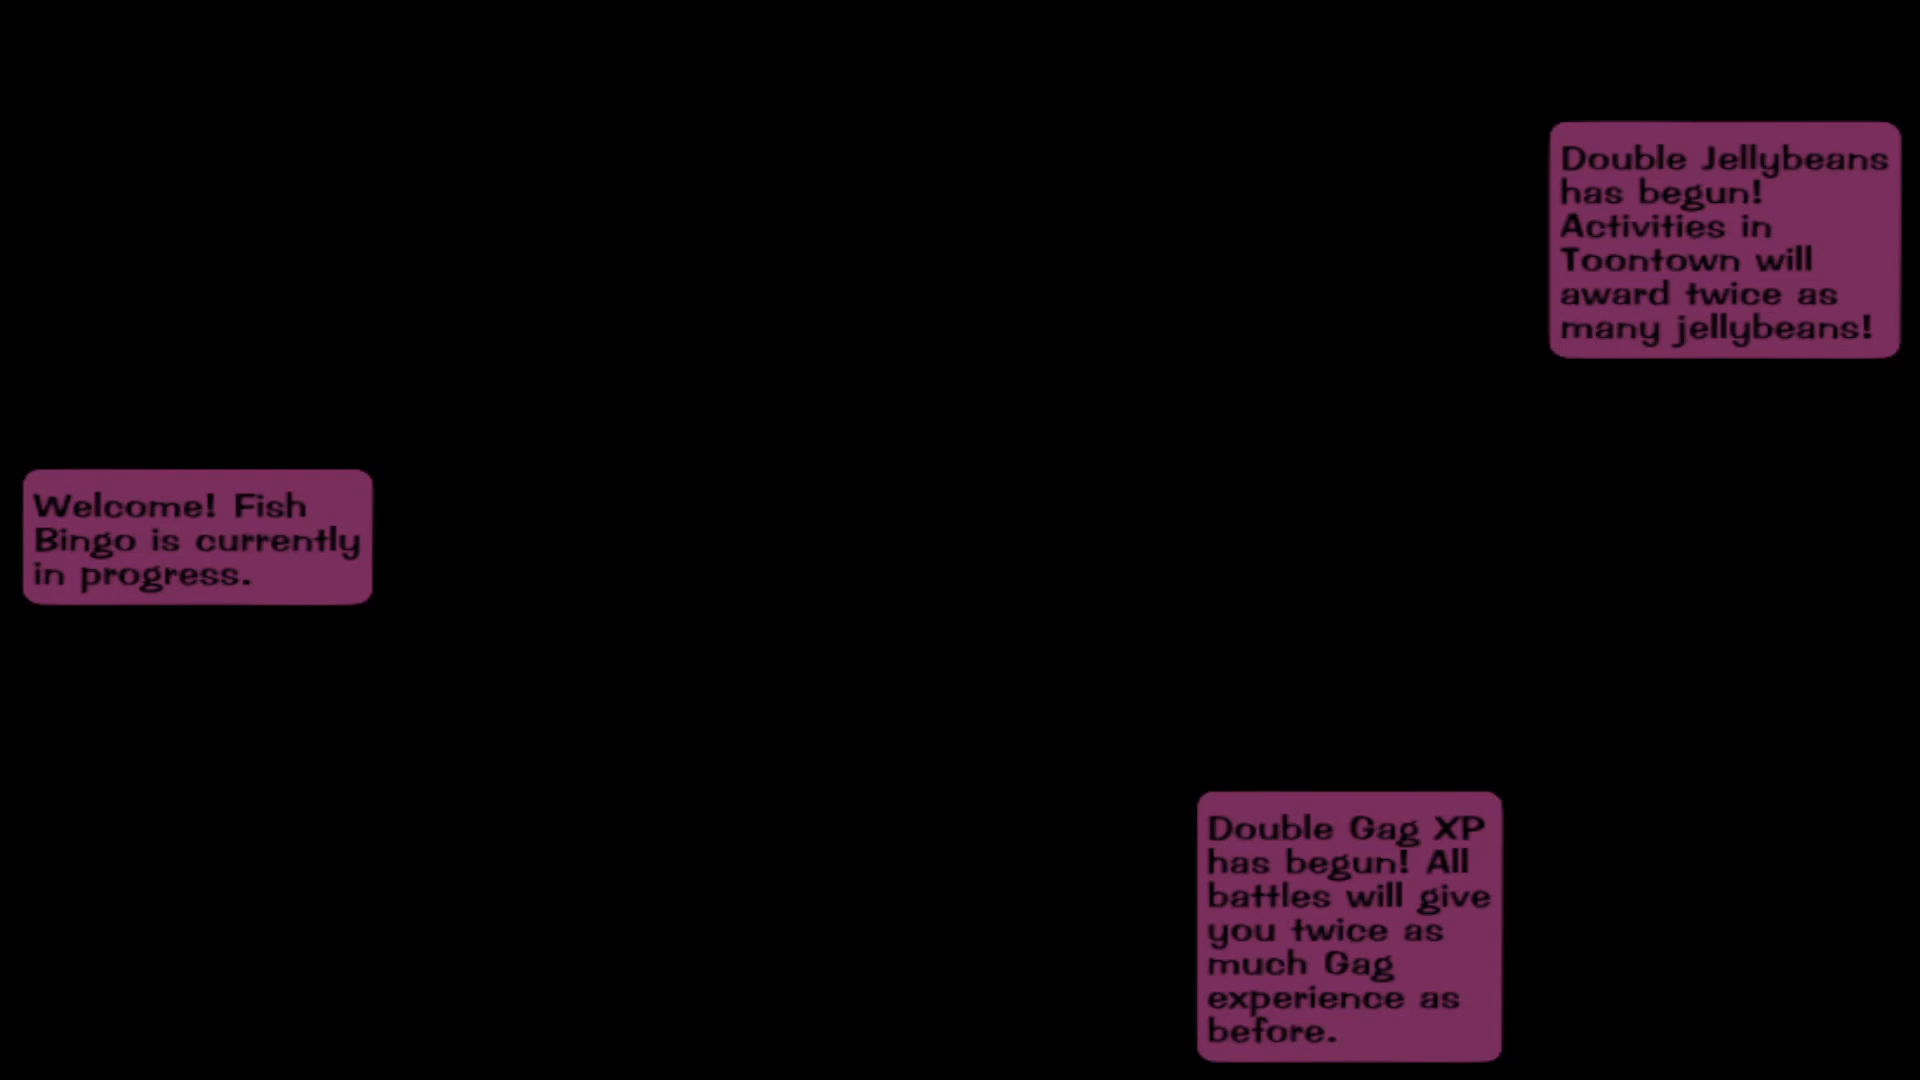 Double Jellybeans
has begun!
Activities in
Toontown will
award twice as
many jellybeans!
Welcome! Fish
Bingo is currently
in progress.
Double Gag XP
has begun! All
battles will give
you twice as
much Gag
experience as
before.